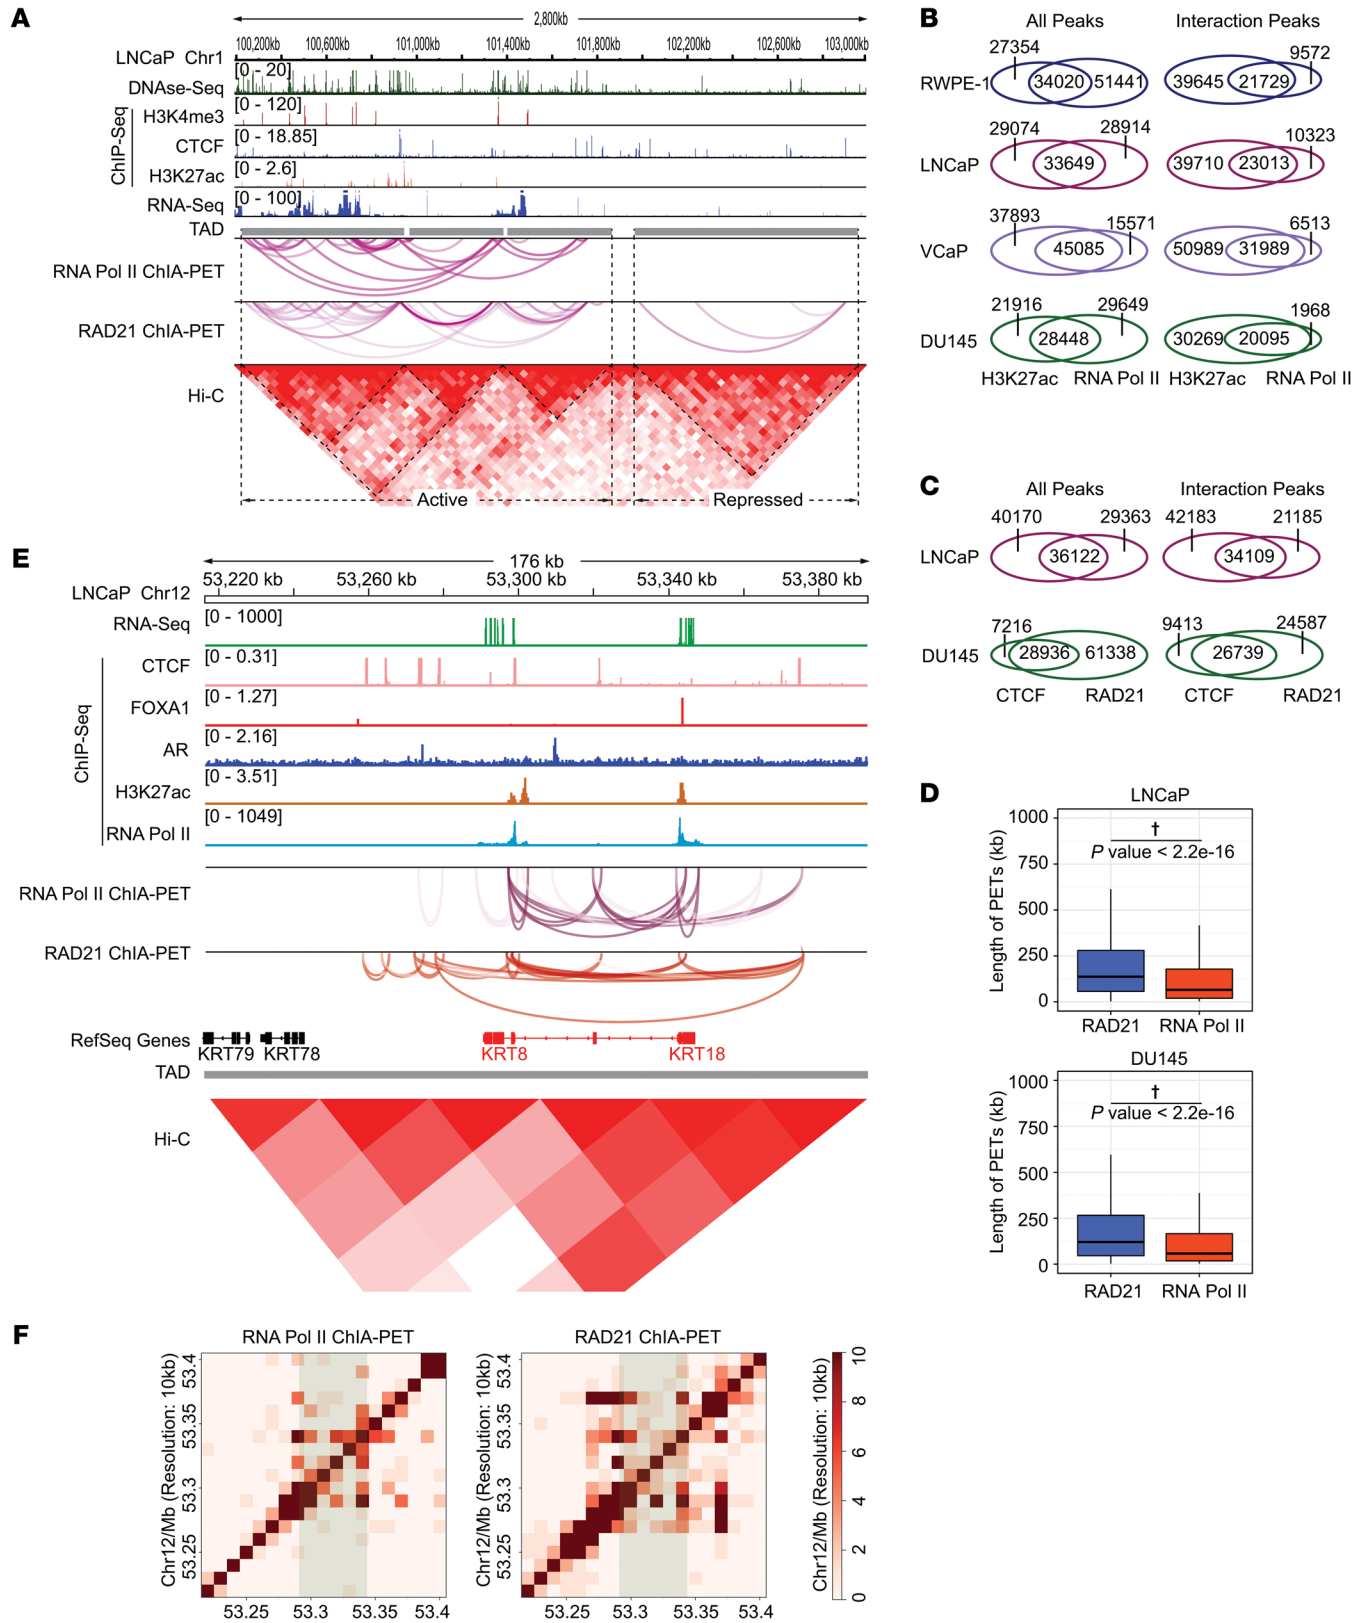 A
2,800kb
100,200kb 100,600kb 101,000kb 101,400kb 101,800kb 102,200kb 102,600kb 103,000kb
LNCaP Chr1
DNAse-Seq [0 - 20]
ChIP-Seq
H3K4me3 [0 - 120]
CTCF [0 - 18.85]
H3K27ac [0 - 2.6]
RNA-Seq [0 - 100]
TAD
RNA Pol II ChIA-PET
RAD21 ChIA-PET
Hi-C
Active Repressed
B
All Peaks Interaction Peaks
27354 9572
RWPE-1 34020 51441 39645 21729
29074 28914 10323
LNCaP 33649 39710 23013
37893 15571 6513
VCaP 45085 50989 31989
21916 29649 1968
DU145 28448 30269 20095
H3K27ac RNA Pol II H3K27ac RNA Pol II
C
All Peaks Interaction Peaks
40170 29363 42183 21185
LNCaP 36122 34109
7216 9413 24587
DU145 28936 61338 26739
CTCF RAD21 CTCF RAD21
D
LNCaP
†
P value < 2.2e-16
Length of PETs (kb)
1000
750
500
250
0
RAD21 RNA Pol II
DU145
†
P value < 2.2e-16
Length of PETs (kb)
1000
750
500
250
0
RAD21 RNA Pol II
E
176 kb
53,220 kb 53,260 kb 53,300 kb 53,340 kb 53,380 kb
LNCaP Chr12
RNA-Seq [0 - 1000]
ChIP-Seq
CTCF [0 - 0.31]
FOXA1 [0 - 1.27]
AR [0 - 2.16]
H3K27ac [0 - 3.51]
RNA Pol II [0 - 1049]
RNA Pol II ChIA-PET
RAD21 ChIA-PET
RefSeq Genes
KRT79 KRT78 KRT8 KRT18
TAD
Hi-C
F
RNA Pol II ChIA-PET
Chr12/Mb (Resolution: 10kb)
53.4
53.35
53.3
53.25
53.25 53.3 53.35 53.4
RAD21 ChIA-PET
Chr12/Mb (Resolution: 10kb)
53.4
53.35
53.3
53.25
53.25 53.3 53.35 53.4
Chr12/Mb (Resolution: 10kb)
10
8
6
4
2
0